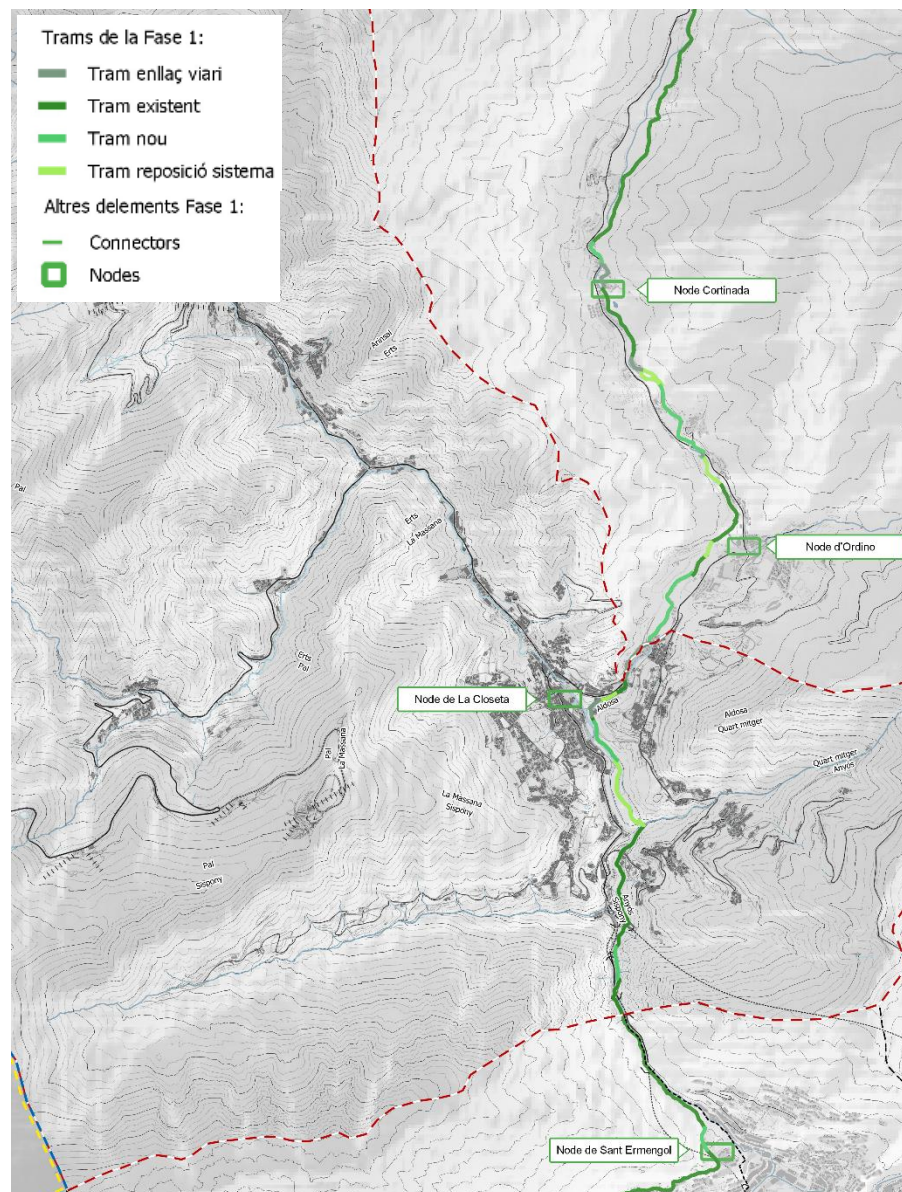 Trams de la Fase 1:
Tram enllaç viari
Tram existent
Tram nou
Tram reposició sistema
Altres delements Fase 1:
Connectors
Nodes
Node Cortinada
Arinsal
Erts
Pal
Erts
La Massana
Node d'Ordino
Erts
Pal
Node de La Closeta
Aldosa
Aldosa
Quart mitger
Pal
La Massana
Quart mitger
Anyós
La Massana
Sispony
Pal
Sispony
Anyós
Sispony
Node de Sant Ermengol